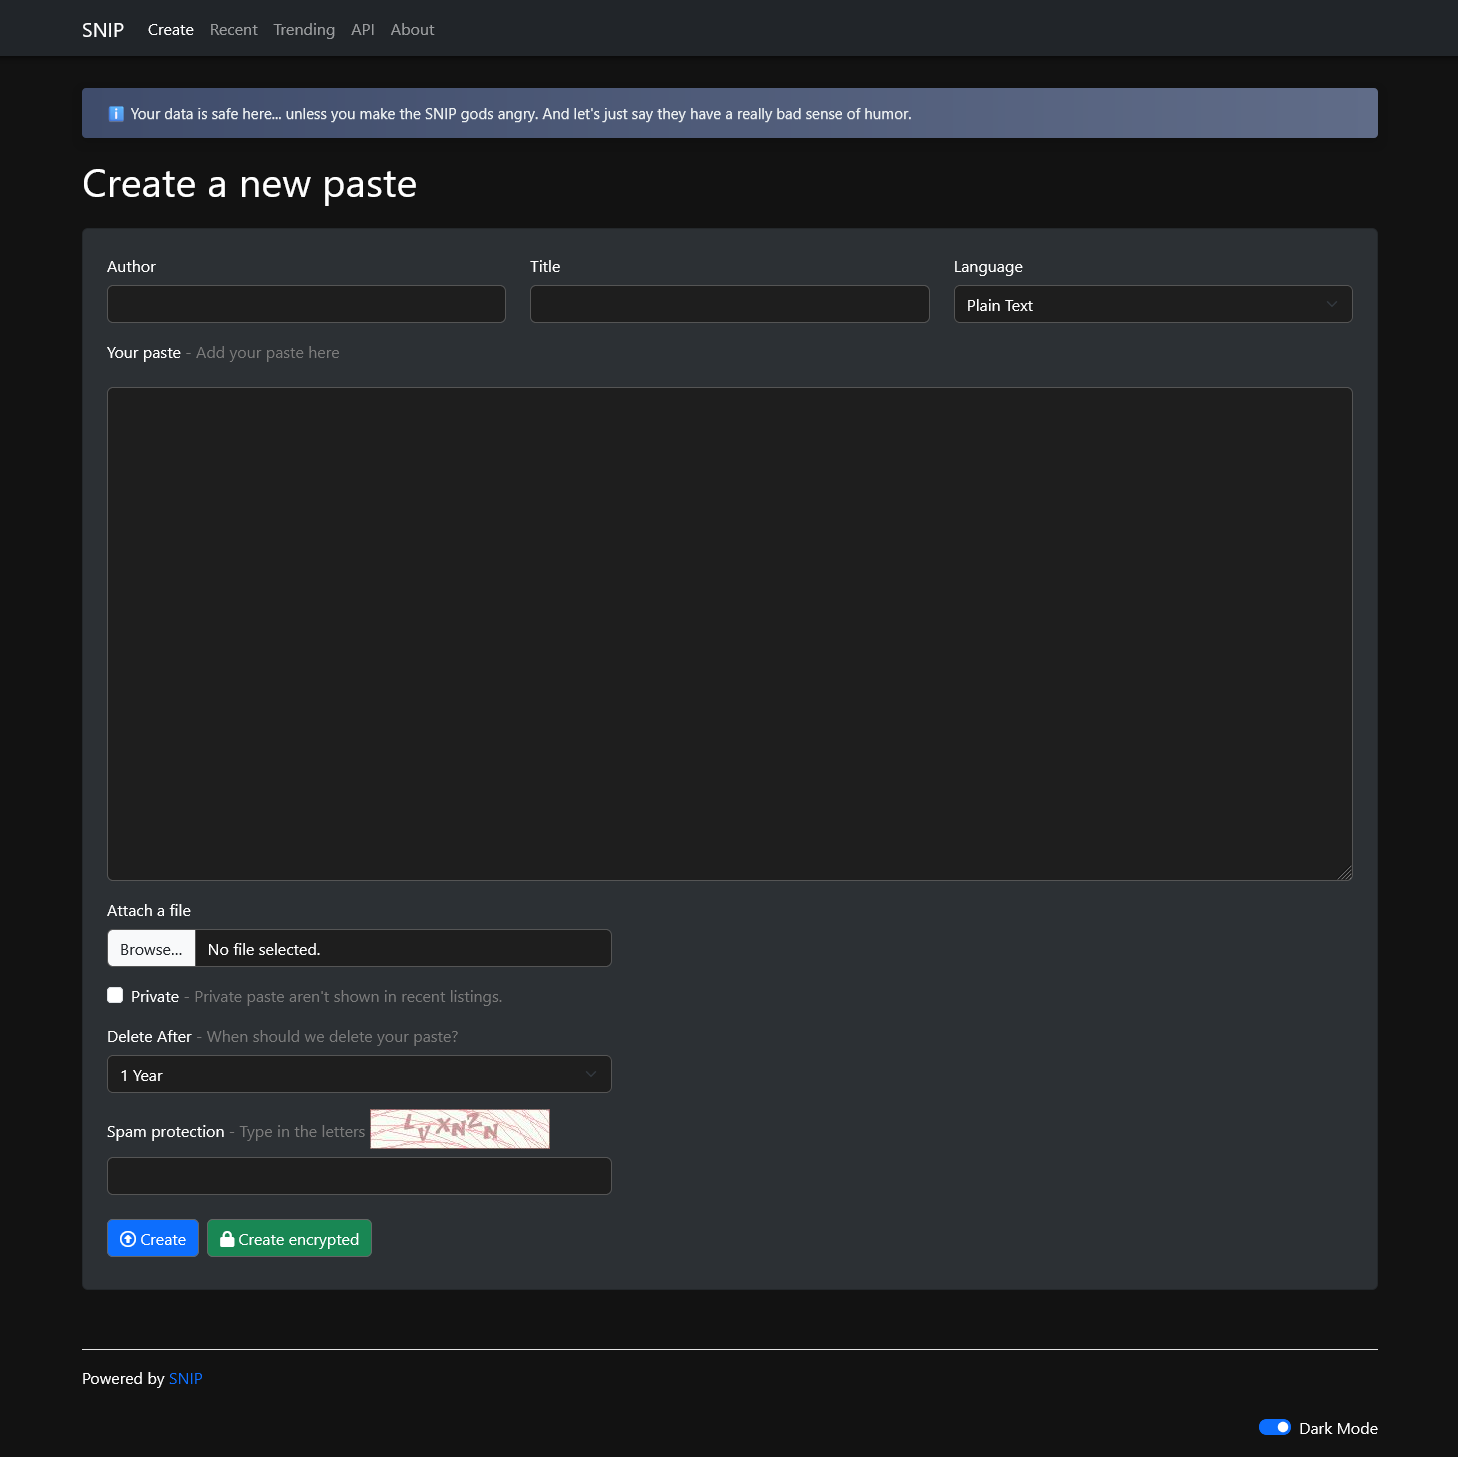 SNIP Create Recent Trending API About
Your data is safe here... unless you make the SNIP gods angry. And let's just say they have a really bad sense of humor.
Create a new paste
Author Title Language
Plain Text
Your paste - Add your paste here
Attach a file
Browse... No file selected.
Private - Private paste aren't shown in recent listings.
Delete After - When should we delete your paste?
1 Year
Spam protection - Type in the letters LVXNZN
Create Create encrypted
Powered by SNIP
Dark Mode